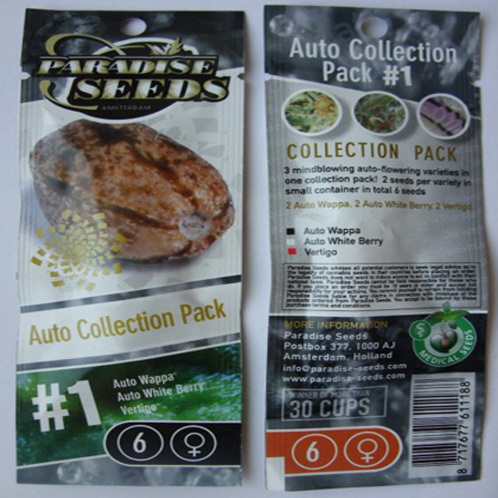 PARADISE
SEEDS
AMSTERDAM
Auto Collection Pack
#1
Auto Wappa
Auto White Berry
Vertigo
6
Auto Collection
Pack #1
COLLECTION PACK
3 mindblowing auto-flowering varieties in
one collection pack! 2 seeds per variety in
small container in total 6 seeds
2 Auto Wappa, 2 Auto White Berry, 2 Vertigo
Auto Wappa
Auto White Berry
Vertigo
MORE INFORMATION
Paradise Seeds
Postbox 377, 1000 AJ
Amsterdam, Holland
info@paradise-seeds.com
www.paradise-seeds.com
MEDICAL SEEDS
WINNER OF MORE THAN
30 CUPS
6
8 717677 611188